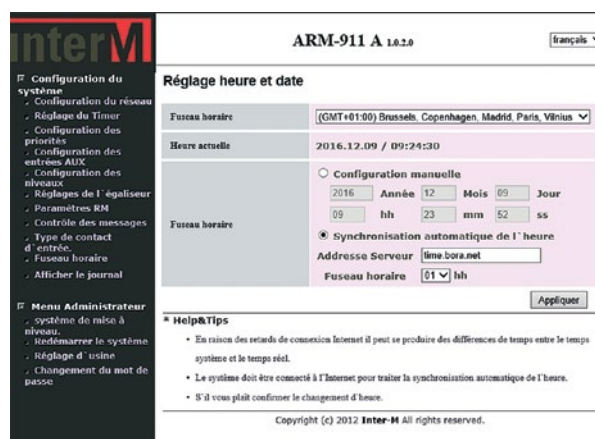 interM
ARM-911 A 1.0.2.0
français
Configuration du
système
Configuration du réseau
Réglage du Timer
Configuration des
priorités
Configuration des
entrées AUX
Configuration des
niveaux
Réglages de l`égaliseur
Paramètres RM
Contrôle des messages
Type de contact
d`entrée.
Fuseau horaire
Afficher le journal
Menu Administrateur
système de mise à
niveau.
Redémarrer le système
Réglage d`usine
Changement du mot de
passe
Réglage heure et date
Fuseau horaire
(GMT+01:00) Brussels, Copenhagen, Madrid, Paris, Vilnius
Heure actuelle
2016.12.09 / 09:24:30
Fuseau horaire
Configuration manuelle
2016 Année 12 Mois 09 Jour
09 hh 23 mm 52 ss
Synchronisation automatique de l`heure
Addresse Serveur time.bora.net
Fuseau horaire 01 hh
Appliquer
* Help&Tips
• En raison des retards de connexion Internet il peut se produire des différences de temps entre le temps
système et le temps réel.
• Le système doit être connecté à l'Internet pour traiter la synchronisation automatique de l'heure.
• S`il vous plaît confirmer le changement d'heure.
Copyright (c) 2012 Inter-M All rights reserved.